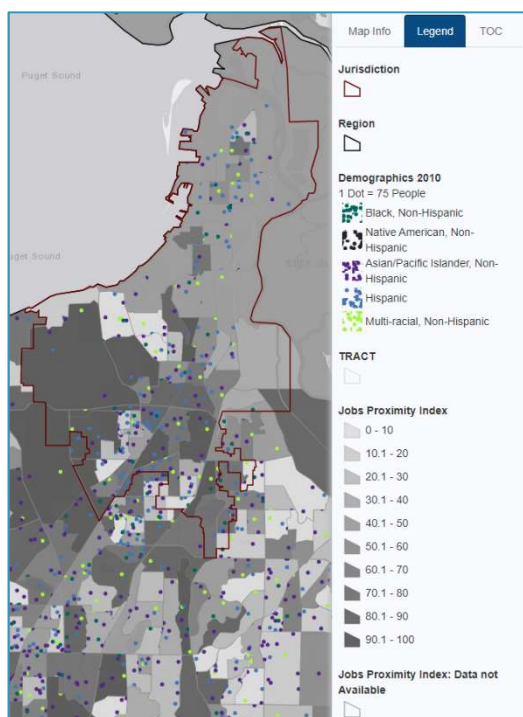 Puget Sound
Map Info
Legend
TOC
Jurisdiction
Region
Demographics 2010
1 Dot = 75 People
Black, Non-Hispanic
Native American, Non-
Hispanic
Asian/Pacific Islander, Non-
Hispanic
Hispanic
Multi-racial, Non-Hispanic
TRACT
Jobs Proximity Index
0 - 10
10.1 - 20
20.1 - 30
30.1 - 40
40.1 - 50
50.1 - 60
60.1 - 70
70.1 - 80
80.1 - 90
90.1 - 100
Jobs Proximity Index: Data not
Available
uget Sound